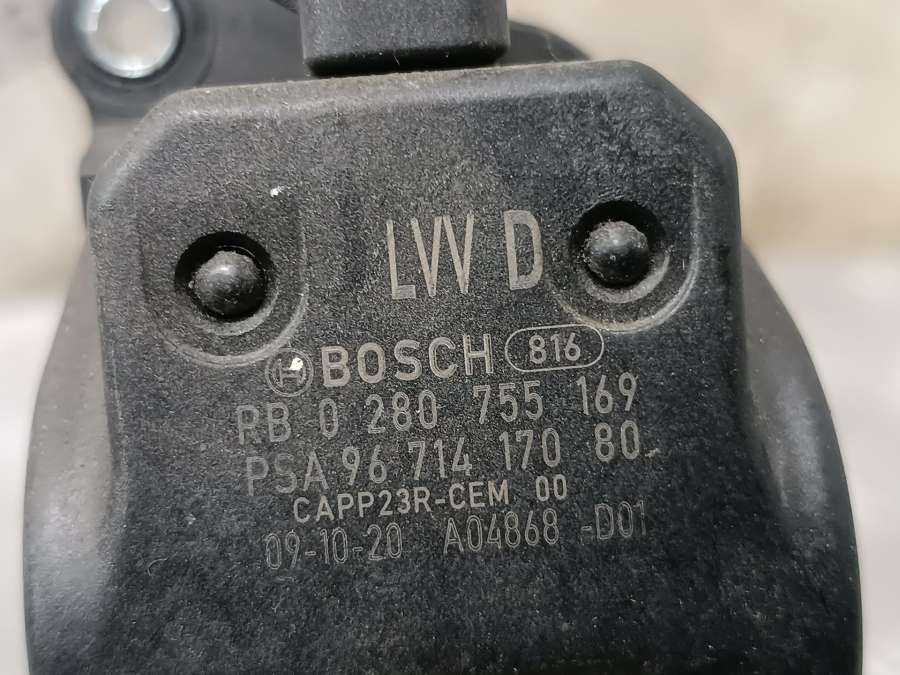 LVV D
BOSCH 816
RB 0 280 755 169
PSA 96 714 170 80
CAPP23R-CEM 00
09-10-20 A04868 -D01